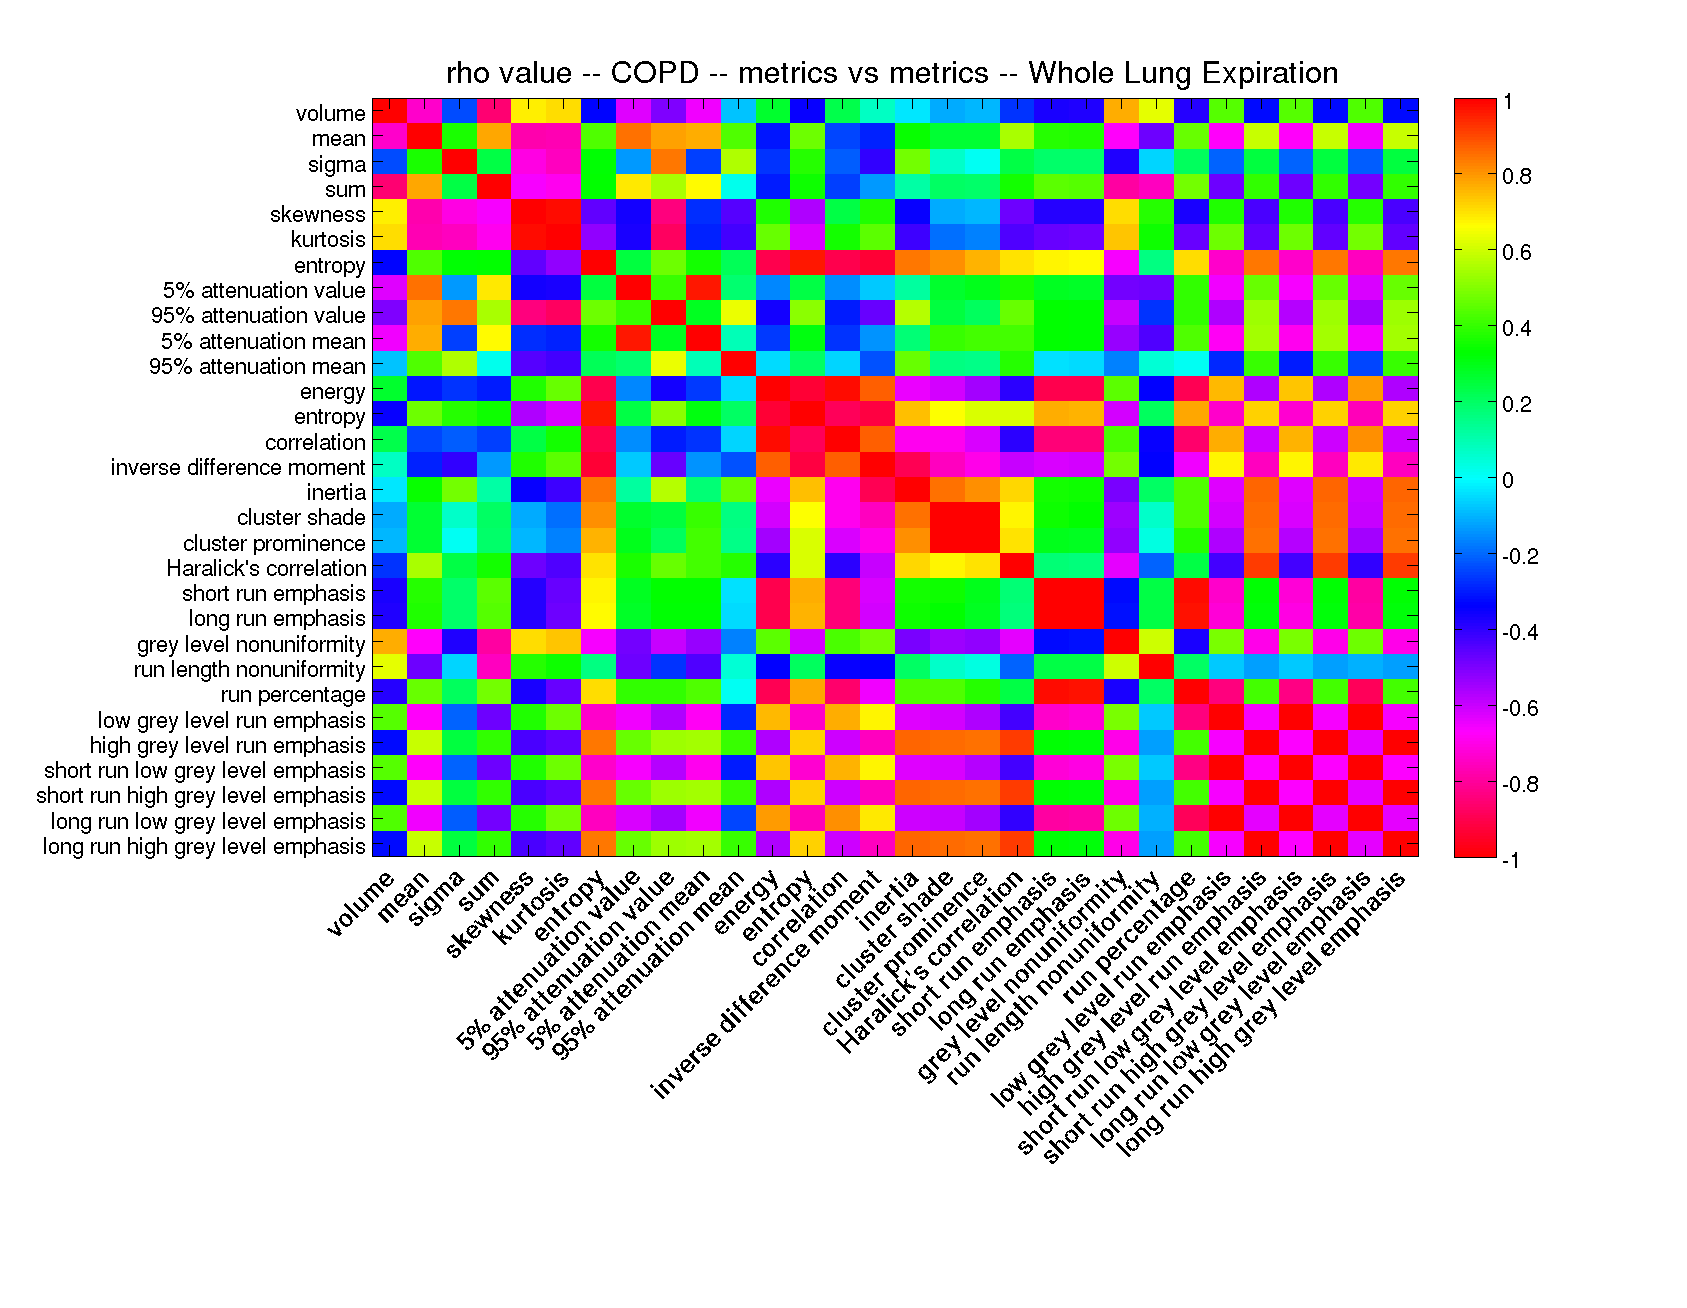 rho value -- COPD -- metrics vs metrics -- Whole Lung Expiration
volume
mean
sigma
sum
skewness
kurtosis
entropy
5% attenuation value
95% attenuation value
5% attenuation mean
95% attenuation mean
energy
entropy
correlation
inverse difference moment
inertia
cluster shade
cluster prominence
Haralick's correlation
short run emphasis
long run emphasis
grey level nonuniformity
run length nonuniformity
run percentage
low grey level run emphasis
high grey level run emphasis
short run low grey level emphasis
short run high grey level emphasis
long run low grey level emphasis
long run high grey level emphasis
volume
mean
sigma
sum
skewness
kurtosis
entropy
5% attenuation value
95% attenuation value
5% attenuation mean
95% attenuation mean
energy
entropy
correlation
inverse difference moment
inertia
cluster shade
cluster prominence
Haralick's correlation
short run emphasis
long run emphasis
grey level nonuniformity
run length nonuniformity
run percentage
low grey level run emphasis
high grey level run emphasis
short run low grey level emphasis
short run high grey level emphasis
long run low grey level emphasis
long run high grey level emphasis
1
0.8
0.6
0.4
0.2
0
-0.2
-0.4
-0.6
-0.8
-1